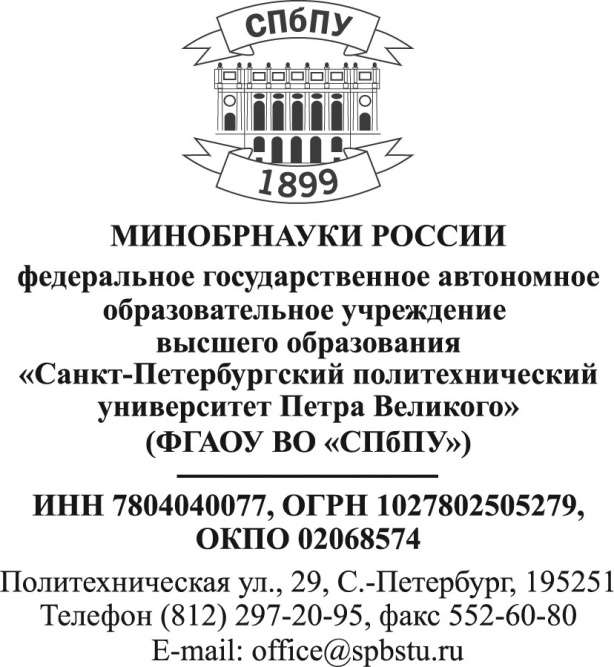 СПбПУ
1899
МИНОБРНАУКИ РОССИИ
федеральное государственное автономное
образовательное учреждение
высшего образования
«Санкт-Петербургский политехнический
университет Петра Великого»
(ФГАОУ ВО «СПбПУ»)
ИНН 7804040077, ОГРН 1027802505279,
ОКПО 02068574
Политехническая ул., 29, С.-Петербург, 195251
Телефон (812) 297-20-95, факс 552-60-80
E-mail: office@spbstu.ru